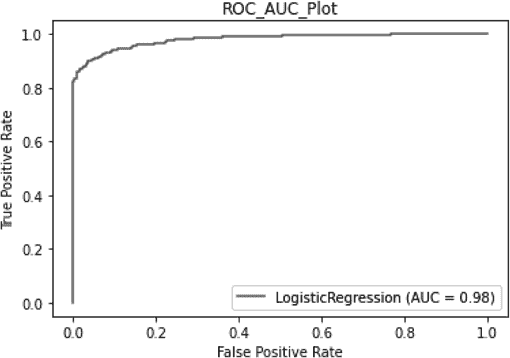 ROC_AUC_Plot
True Positive Rate
1.0
0.8
0.6
0.4
0.2
0.0
LogisticRegression (AUC = 0.98)
0.0 0.2 0.4 0.6 0.8 1.0
False Positive Rate